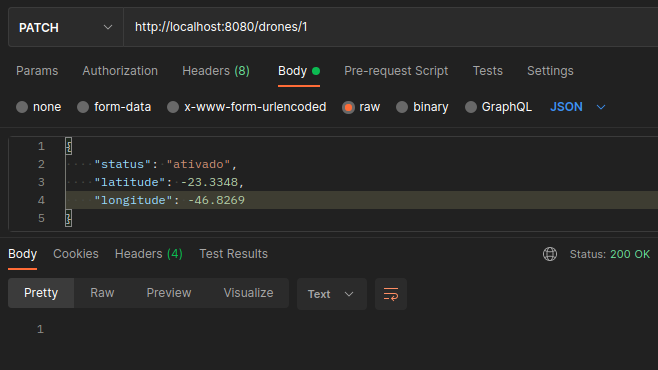 PATCH http://localhost:8080/drones/1
Params Authorization Headers (8) Body Pre-request Script Tests Settings
none form-data x-www-form-urlencoded raw binary GraphQL JSON
1 {
2 "status": "ativado",
3 "latitude": -23.3348,
4 "longitude": -46.8269
5 }
Body Cookies Headers (4) Test Results Status: 200 OK
Pretty Raw Preview Visualize Text
1